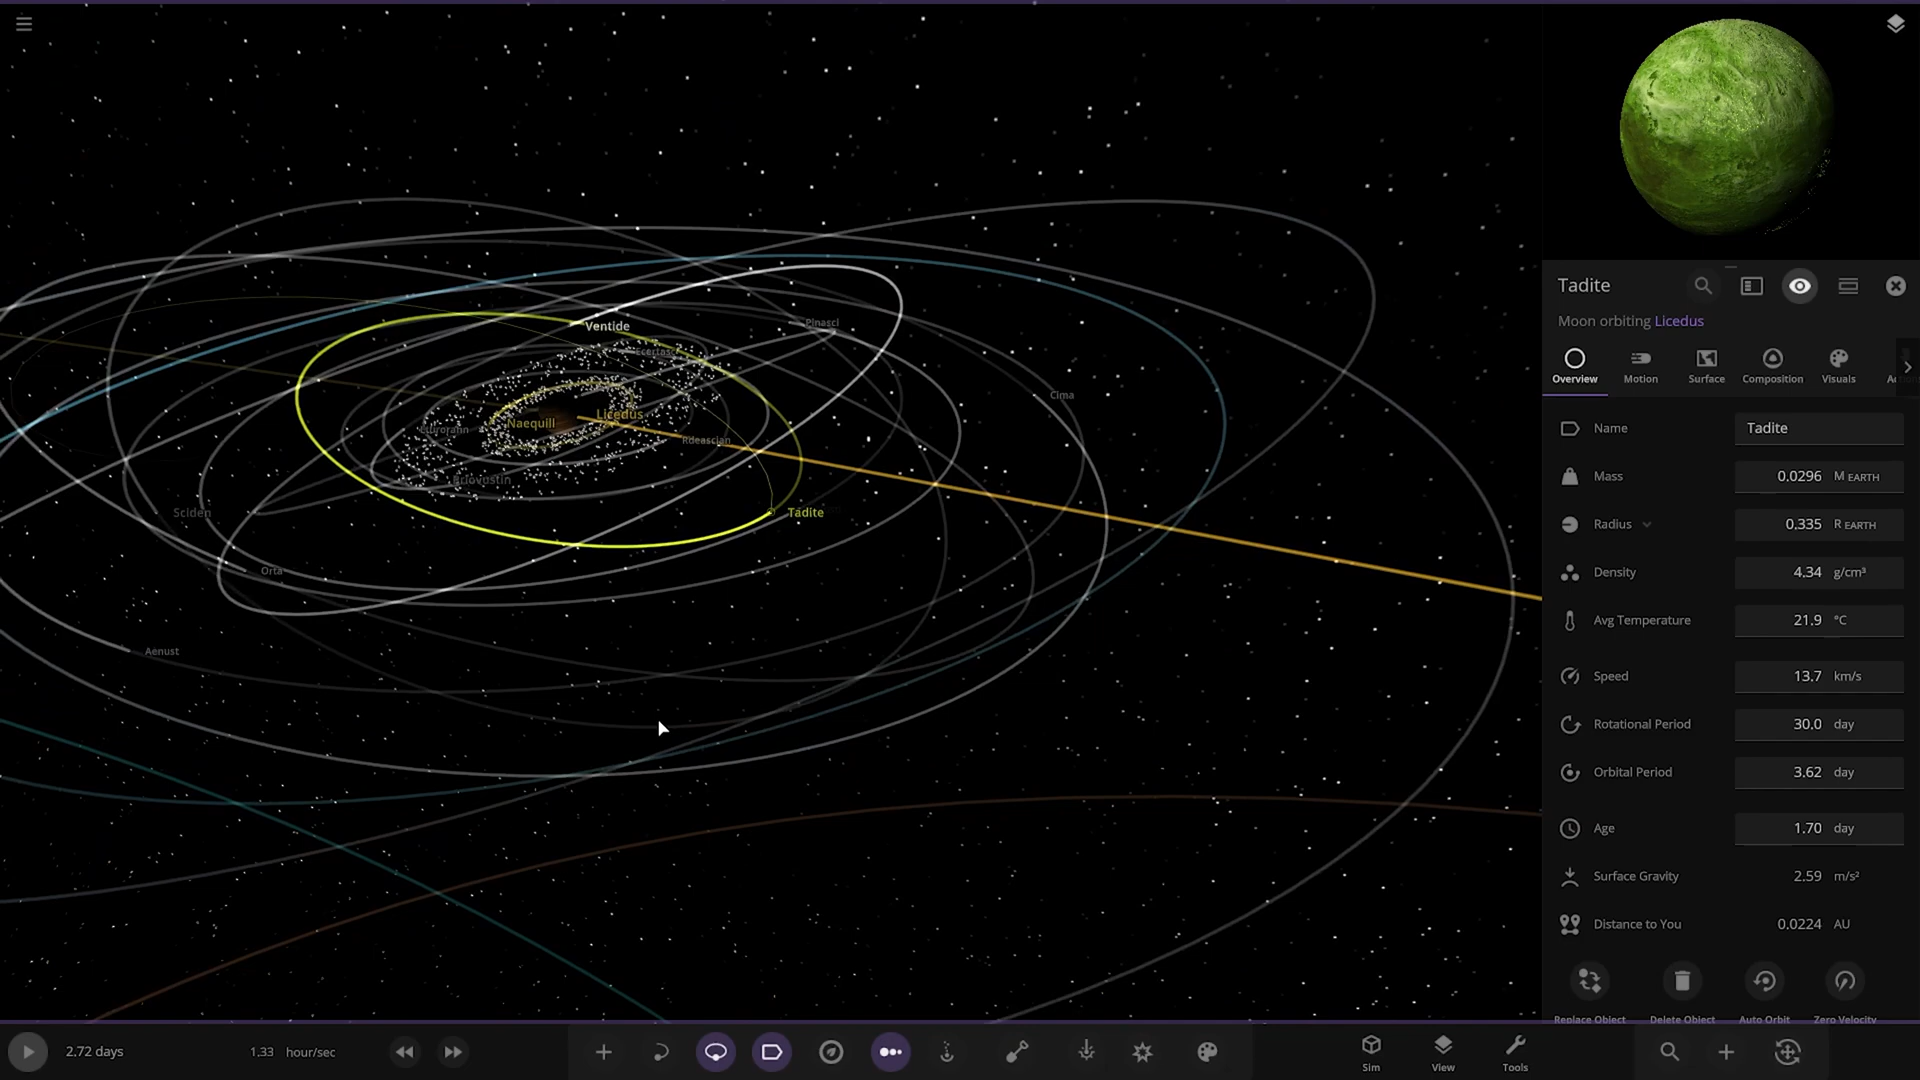 Ventide
Pinasci
Ecertasc
Cima
Licedus
Naequill
Eturorann
Rdeascian
Briovustin
Sciden
Tadite
Orta
Aenust
Tadite
Moon orbiting Licedus
Overview Motion Surface Composition Visuals
Name Tadite
Mass 0.0296 M EARTH
Radius 0.335 R EARTH
Density 4.34 g/cm³
Avg Temperature 21.9 °C
Speed 13.7 km/s
Rotational Period 30.0 day
Orbital Period 3.62 day
Age 1.70 day
Surface Gravity 2.59 m/s²
Distance to You 0.0224 AU
Replace Object Delete Object Auto Orbit Zero Velocity
2.72 days 1.33 hour/sec
Sim View Tools